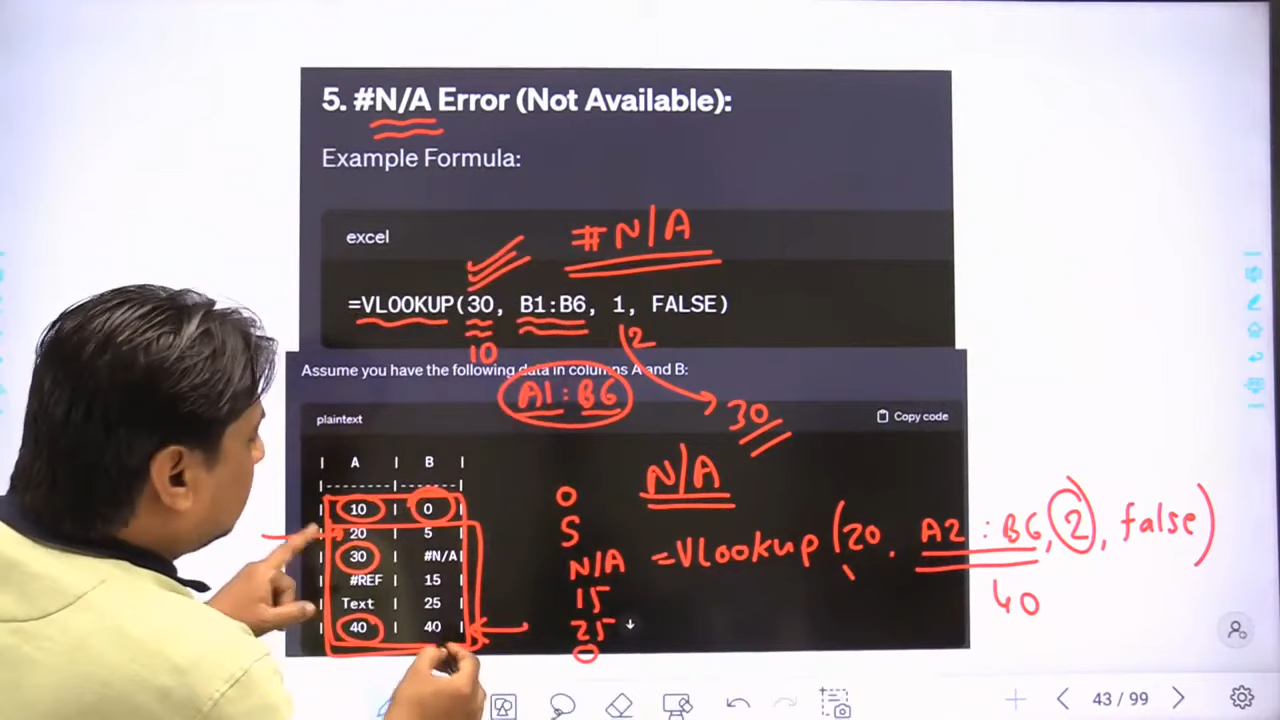 5. #N/A Error (Not Available):
Example Formula:
excel
#N/A
=VLOOKUP(30, B1:B6, 1, FALSE)
10
2
Assume you have the following data in columns A and B:
A1:B6
30
plaintext
Copy code
| A | B |
|--------|-------|
| 10 | 0 |
| 20 | 5 |
| 30 | #N/A|
| #REF | 15 |
| Text | 25 |
| 40 | 40 |
N/A
0
5
N/A
15
25
0
=Vlookup (20, A2:B6, 2, false)
40
43 / 99